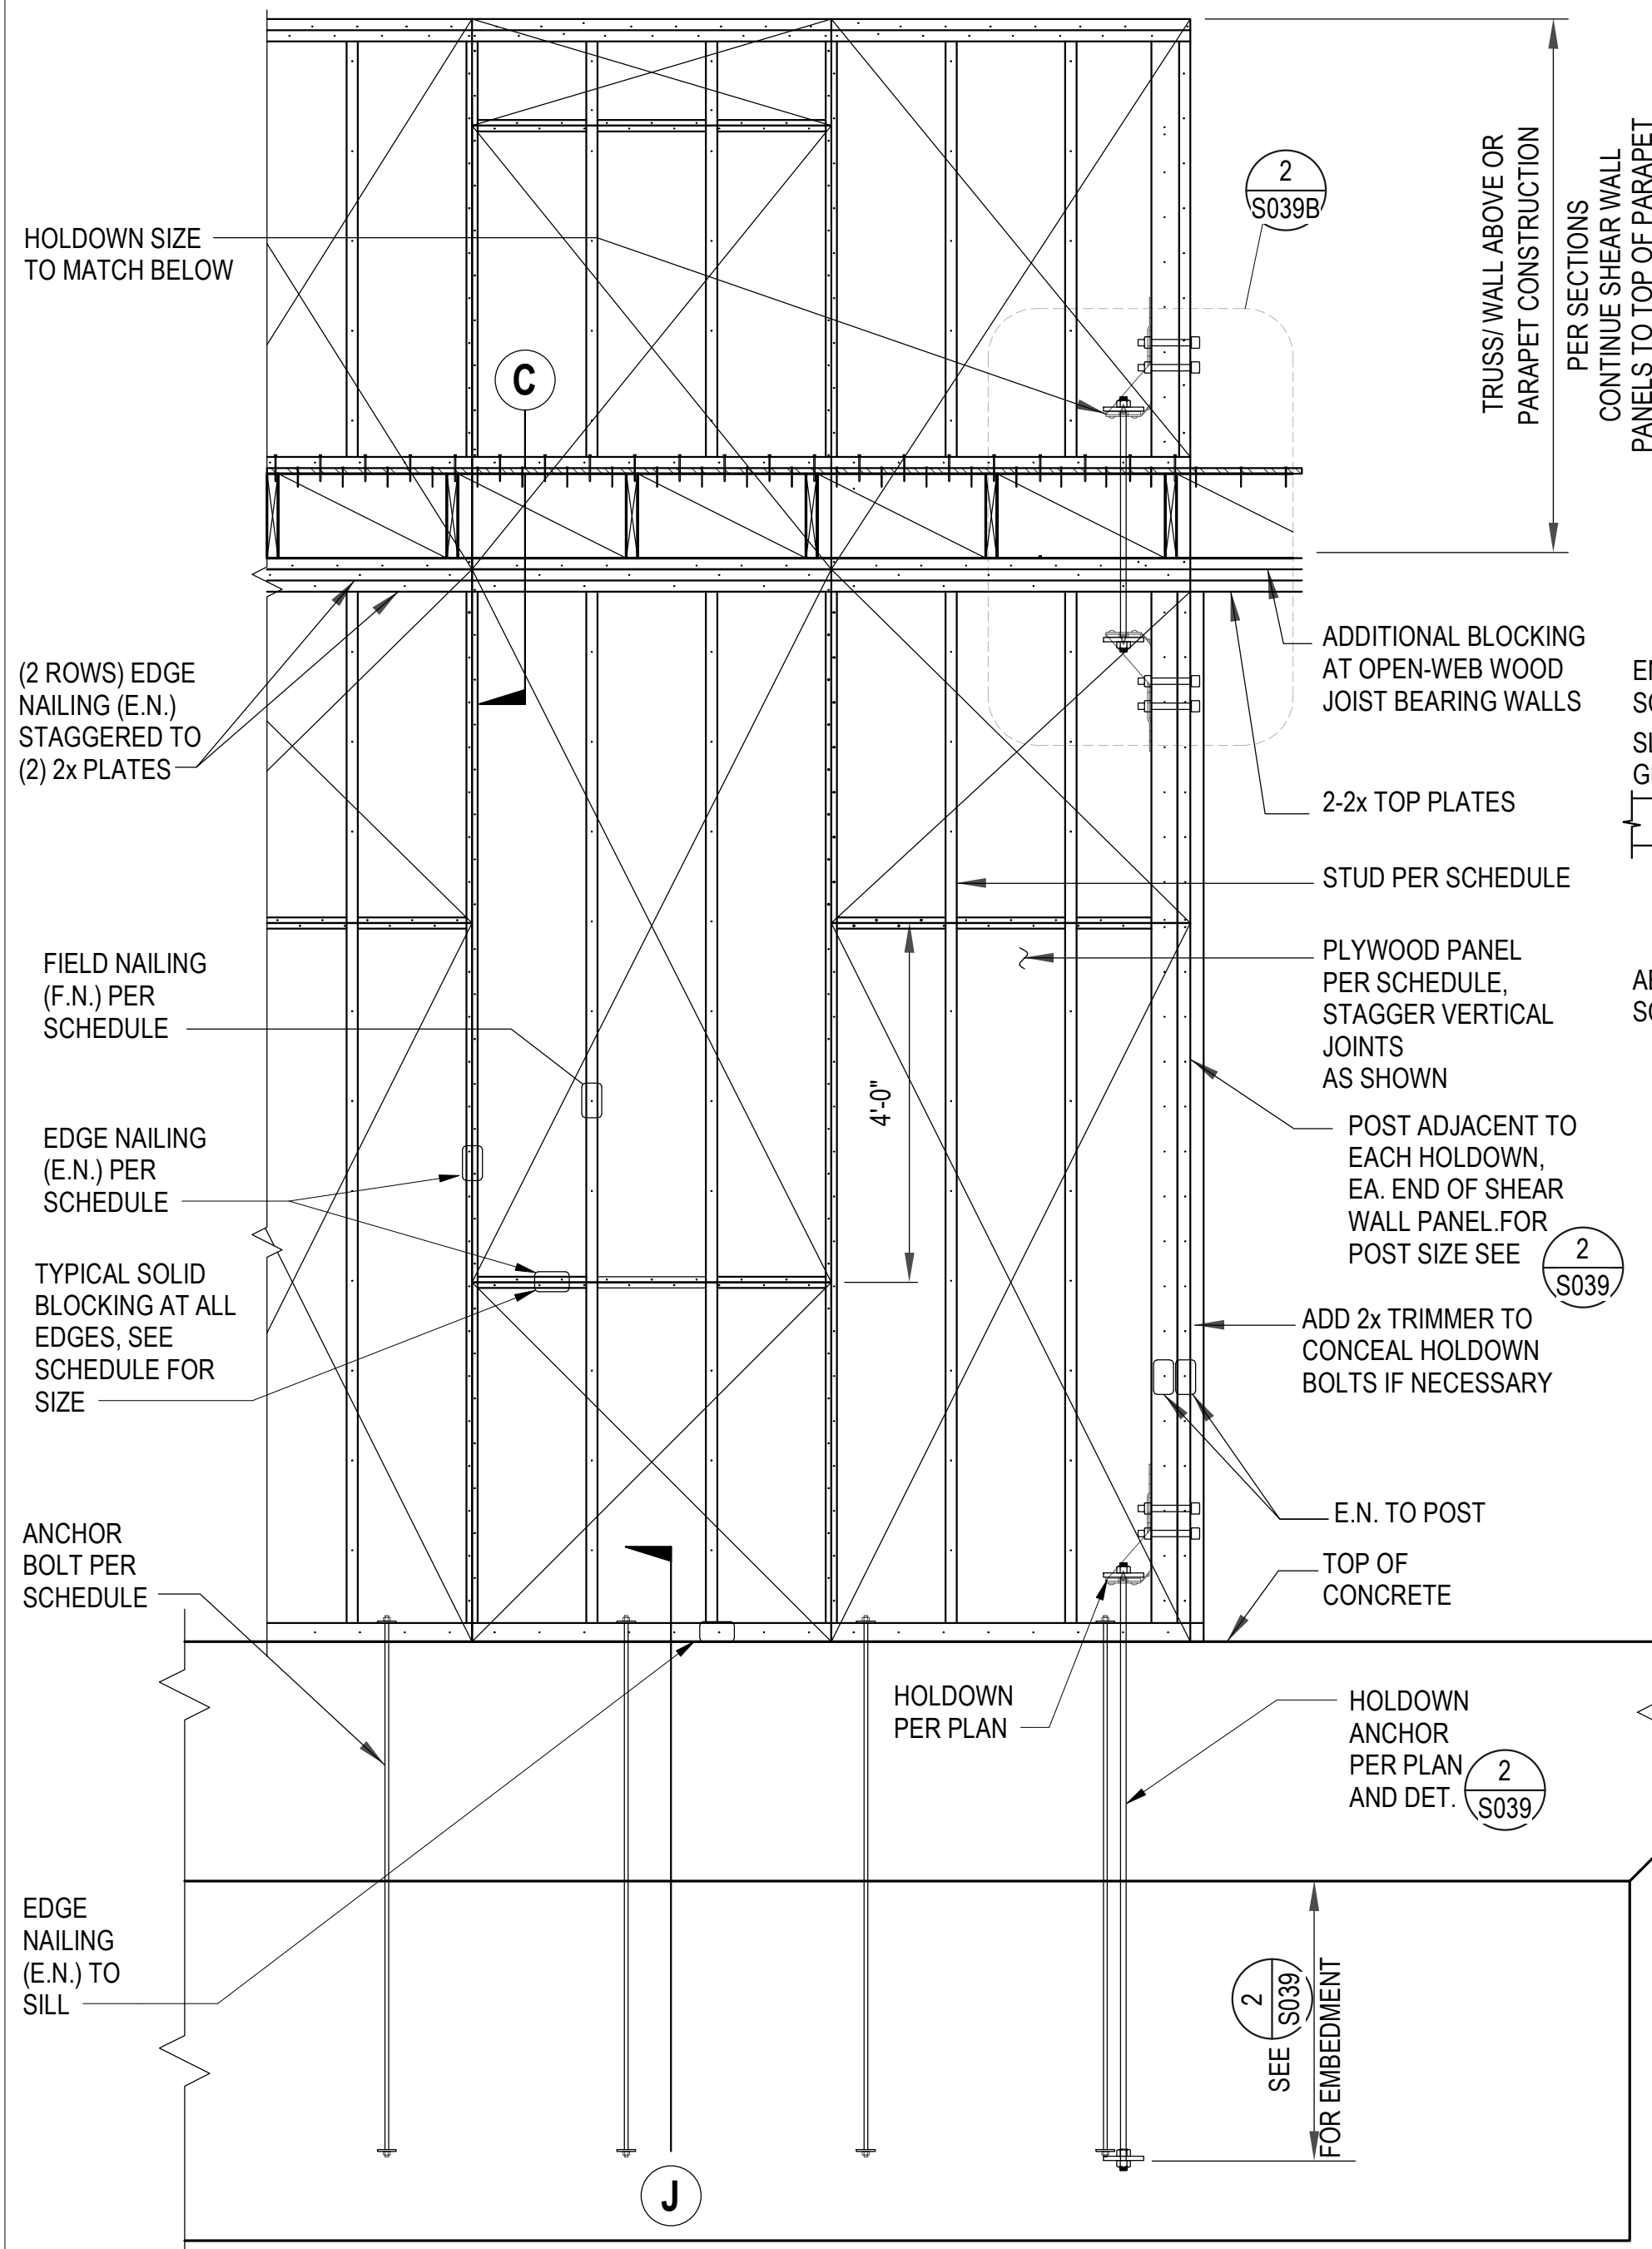 HOLDOWN SIZE
TO MATCH BELOW
C
2
S039B
TRUSS/ WALL ABOVE OR
PARAPET CONSTRUCTION
PER SECTIONS
CONTINUE SHEAR WALL
PANELS TO TOP OF PARAPET
(2 ROWS) EDGE
NAILING (E.N.)
STAGGERED TO
(2) 2x PLATES
ADDITIONAL BLOCKING
AT OPEN-WEB WOOD
JOIST BEARING WALLS
2-2x TOP PLATES
STUD PER SCHEDULE
FIELD NAILING
(F.N.) PER
SCHEDULE
PLYWOOD PANEL
PER SCHEDULE,
STAGGER VERTICAL
JOINTS
AS SHOWN
4'-0"
EDGE NAILING
(E.N.) PER
SCHEDULE
POST ADJACENT TO
EACH HOLDOWN,
EA. END OF SHEAR
WALL PANEL.FOR
POST SIZE SEE
2
S039
TYPICAL SOLID
BLOCKING AT ALL
EDGES, SEE
SCHEDULE FOR
SIZE
ADD 2x TRIMMER TO
CONCEAL HOLDOWN
BOLTS IF NECESSARY
E.N. TO POST
ANCHOR
BOLT PER
SCHEDULE
TOP OF
CONCRETE
HOLDOWN
PER PLAN
HOLDOWN
ANCHOR
PER PLAN
AND DET.
2
S039
EDGE
NAILING
(E.N.) TO
SILL
SEE
2
S039
FOR EMBEDMENT
J